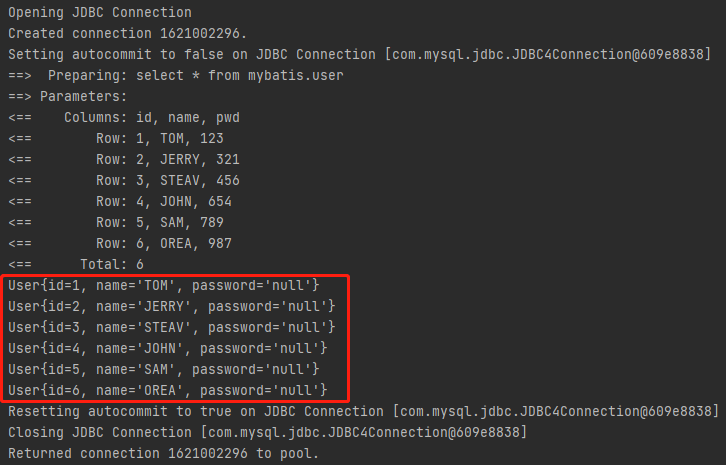 Opening JDBC Connection
Created connection 1621002296.
Setting autocommit to false on JDBC Connection [com.mysql.jdbc.JDBC4Connection@609e8838]
==>  Preparing: select * from mybatis.user
==> Parameters:
<==    Columns: id, name, pwd
<==        Row: 1, TOM, 123
<==        Row: 2, JERRY, 321
<==        Row: 3, STEAV, 456
<==        Row: 4, JOHN, 654
<==        Row: 5, SAM, 789
<==        Row: 6, OREA, 987
<==      Total: 6
User{id=1, name='TOM', password='null'}
User{id=2, name='JERRY', password='null'}
User{id=3, name='STEAV', password='null'}
User{id=4, name='JOHN', password='null'}
User{id=5, name='SAM', password='null'}
User{id=6, name='OREA', password='null'}
Resetting autocommit to true on JDBC Connection [com.mysql.jdbc.JDBC4Connection@609e8838]
Closing JDBC Connection [com.mysql.jdbc.JDBC4Connection@609e8838]
Returned connection 1621002296 to pool.